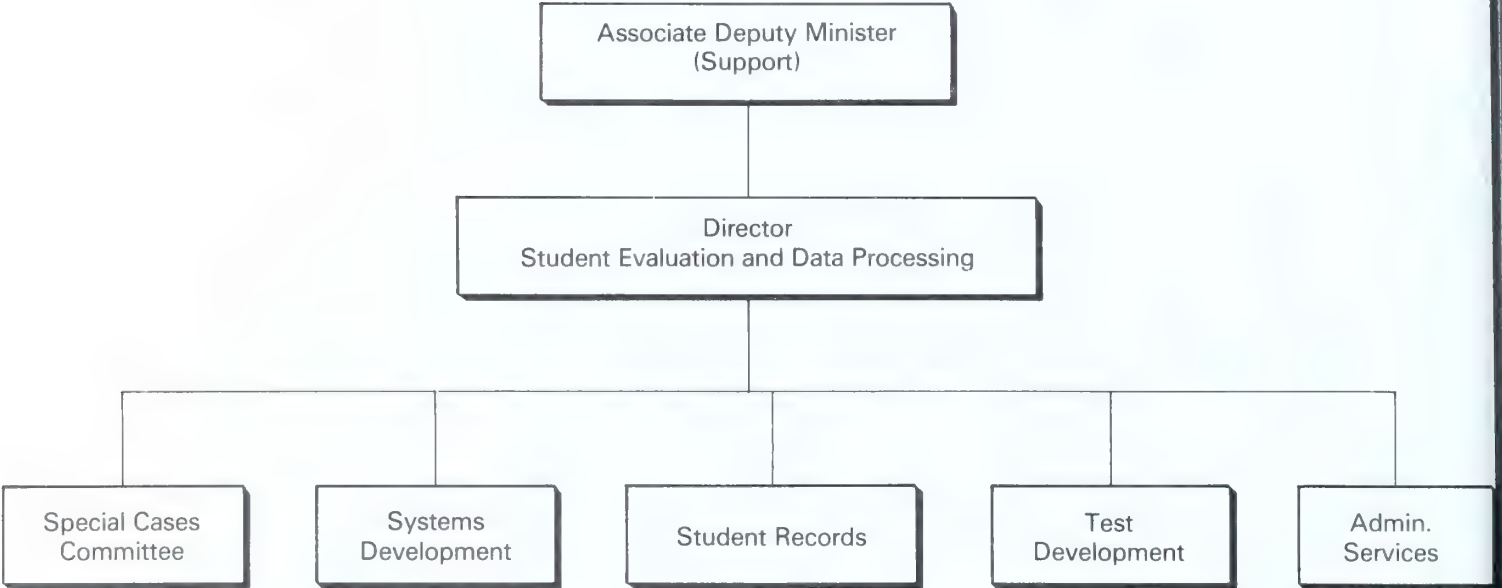 Associate Deputy Minister
(Support)
Director
Student Evaluation and Data Processing
Special Cases
Committee
Systems
Development
Student Records
Test
Development
Admin.
Services